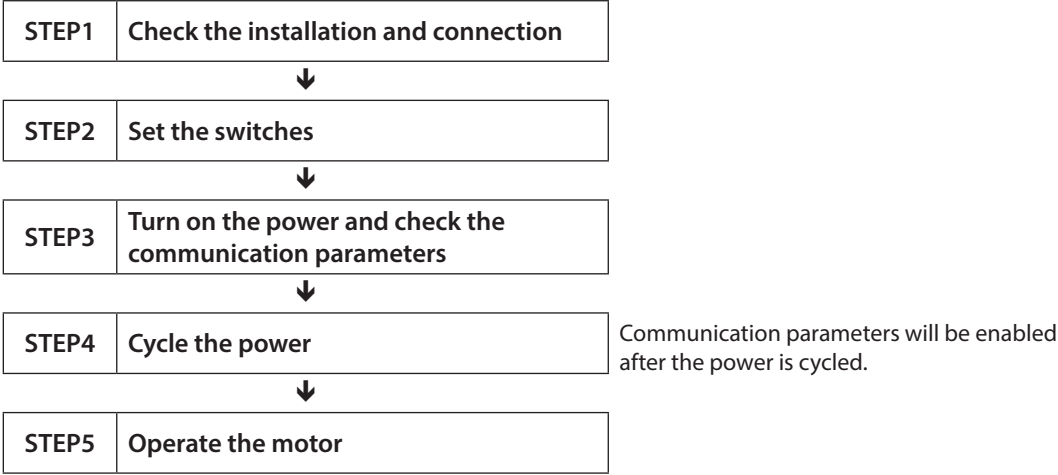 STEP1 Check the installation and connection
STEP2 Set the switches
STEP3 Turn on the power and check the
communication parameters
STEP4 Cycle the power
Communication parameters will be enabled
after the power is cycled.
STEP5 Operate the motor